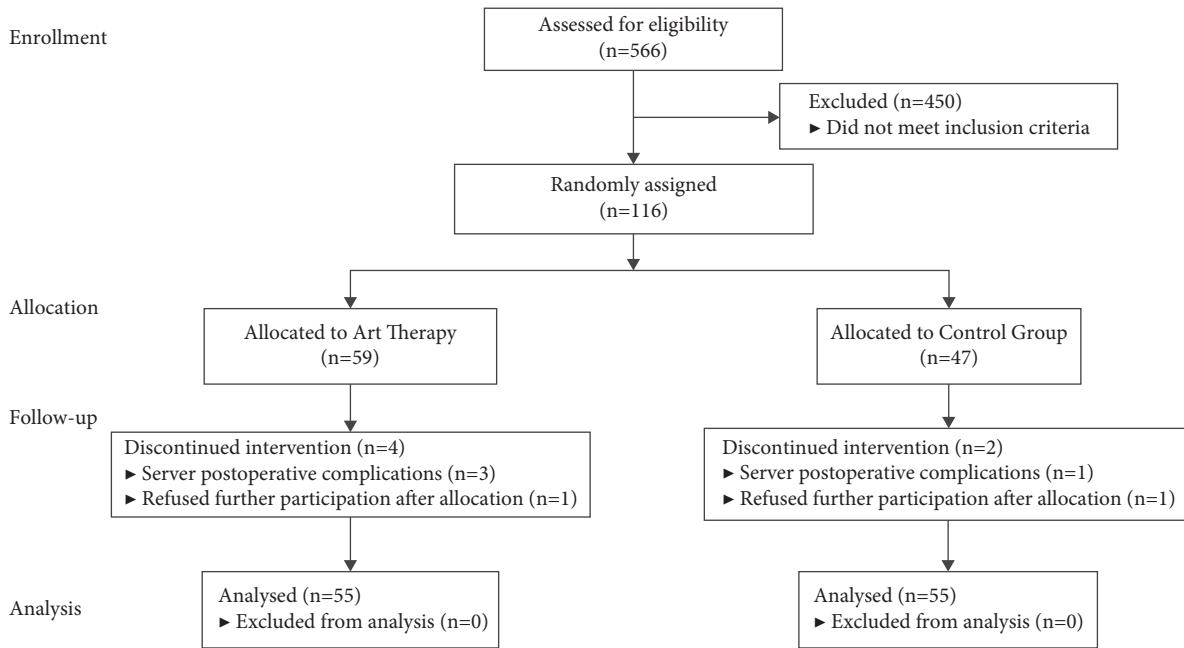 Enrollment
Assessed for eligibility
(n=566)
Excluded (n=450)
► Did not meet inclusion criteria
Randomly assigned
(n=116)
Allocation
Allocated to Art Therapy
(n=59)
Allocated to Control Group
(n=47)
Follow-up
Discontinued intervention (n=4)
► Server postoperative complications (n=3)
► Refused further participation after allocation (n=1)
Discontinued intervention (n=2)
► Server postoperative complications (n=1)
► Refused further participation after allocation (n=1)
Analysis
Analysed (n=55)
► Excluded from analysis (n=0)
Analysed (n=55)
► Excluded from analysis (n=0)